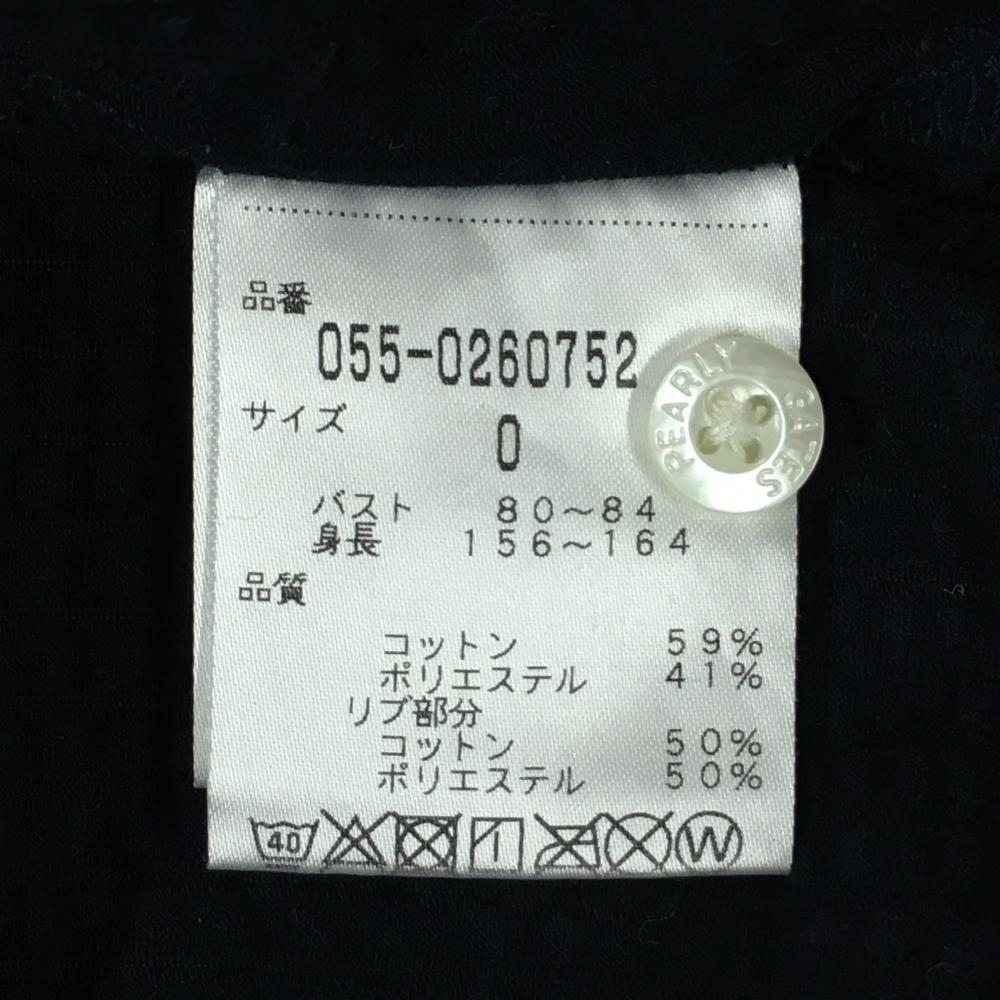 品番
055-0260752
サイズ
0
バスト 80～84
身長 156～164
品質
コットン 59%
ポリエステル 41%
リブ部分
コットン 50%
ポリエステル 50%
40 W
PEARLY GATES